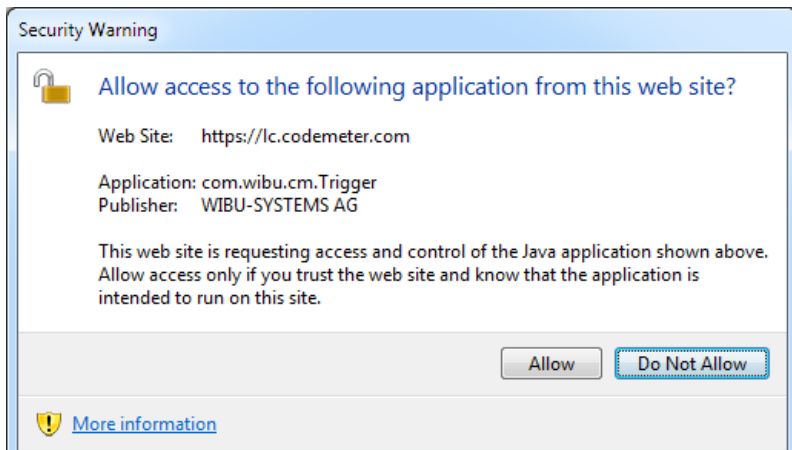 Security Warning
Allow access to the following application from this web site?
Web Site: https://lc.codemeter.com
Application: com.wibu.cm.Trigger
Publisher: WIBU-SYSTEMS AG
This web site is requesting access and control of the Java application shown above.
Allow access only if you trust the web site and know that the application is
intended to run on this site.
Allow Do Not Allow
More information